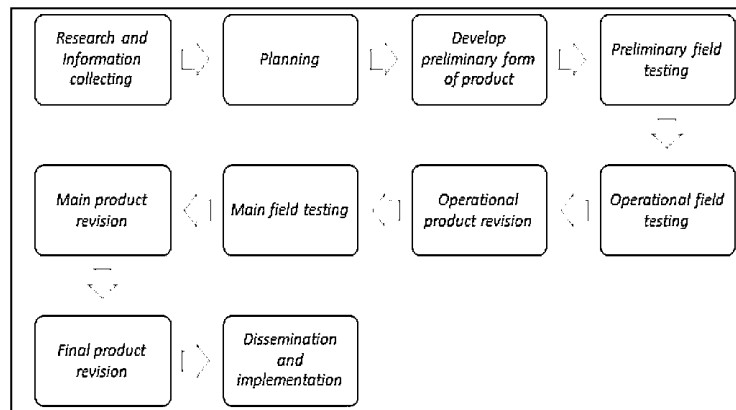 Research and
Information
collecting
Planning
Develop
preliminary form
of product
Preliminary field
testing
Operational field
testing
Operational
product revision
Main field testing
Main product
revision
Final product
revision
Dissemination
and
implementation